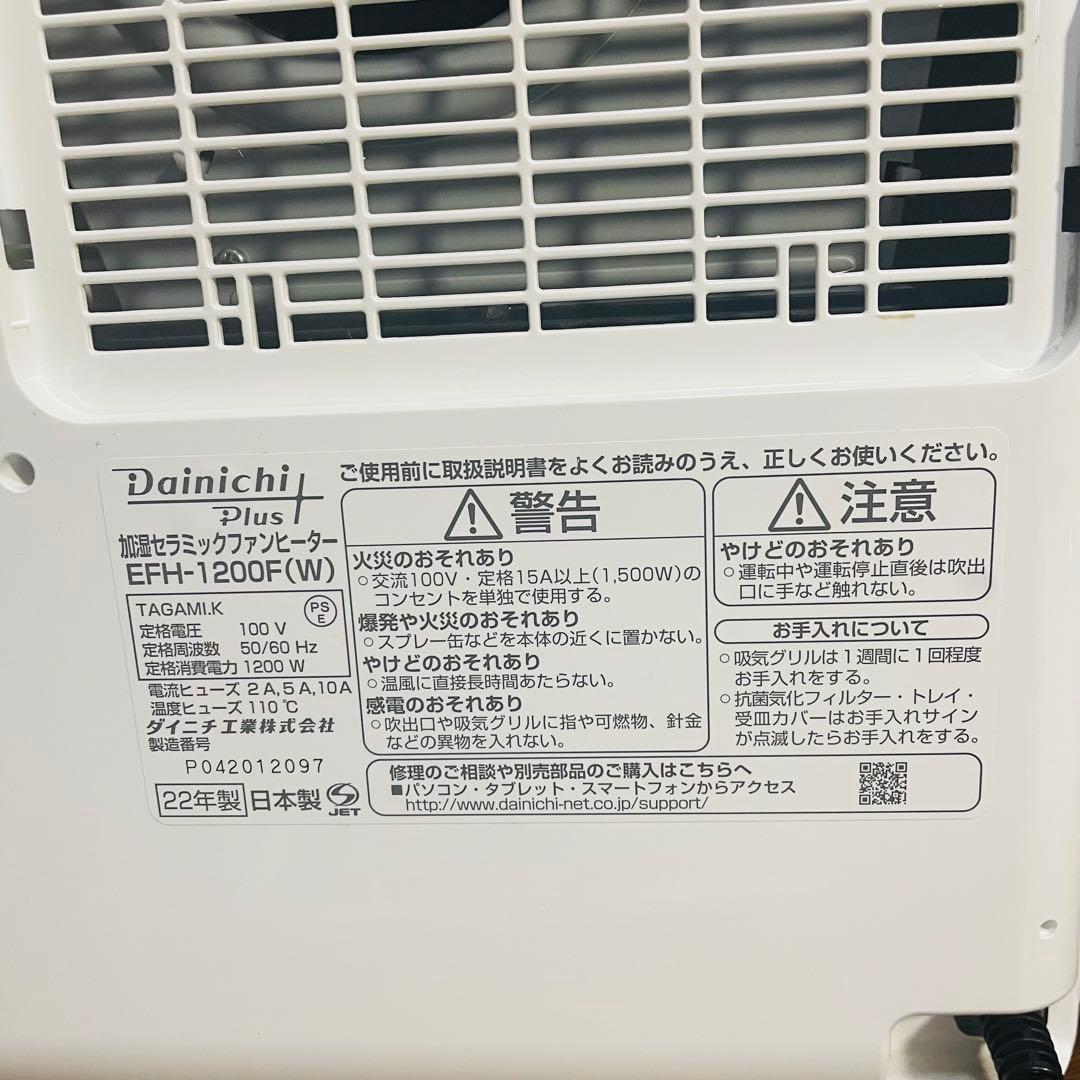 Dainichi
Plus
加湿セラミックファンヒーター
EFH-1200F(W)
TAGAMI.K
PS
E
定格電圧 100 V
定格周波数 50/60 Hz
定格消費電力 1200 W
電流ヒューズ 2 A,5 A,10A
温度ヒューズ 110 ℃
ダイニチ工業株式会社
製造番号
P042012097
22年製 日本製 JET
ご使用前に取扱説明書をよくお読みのうえ、正しくお使いください。
警告
火災のおそれあり
○交流100V・定格15A以上(1,500W)の
コンセントを単独で使用する。
爆発や火災のおそれあり
○スプレー缶などを本体の近くに置かない。
やけどのおそれあり
○温風に直接長時間あたらない。
感電のおそれあり
○吹出口や吸気グリルに指や可燃物、針金
などの異物を入れない。
注意
やけどのおそれあり
○運転中や運転停止直後は吹出
口に手など触れない。
お手入れについて
○吸気グリルは1週間に1回程度
お手入れをする。
○抗菌気化フィルター・トレイ・
受皿カバーはお手入れサイン
が点滅したらお手入れをする。
修理のご相談や別売部品のご購入はこちらへ
■パソコン・タブレット・スマートフォンからアクセス
http://www.dainichi-net.co.jp/support/